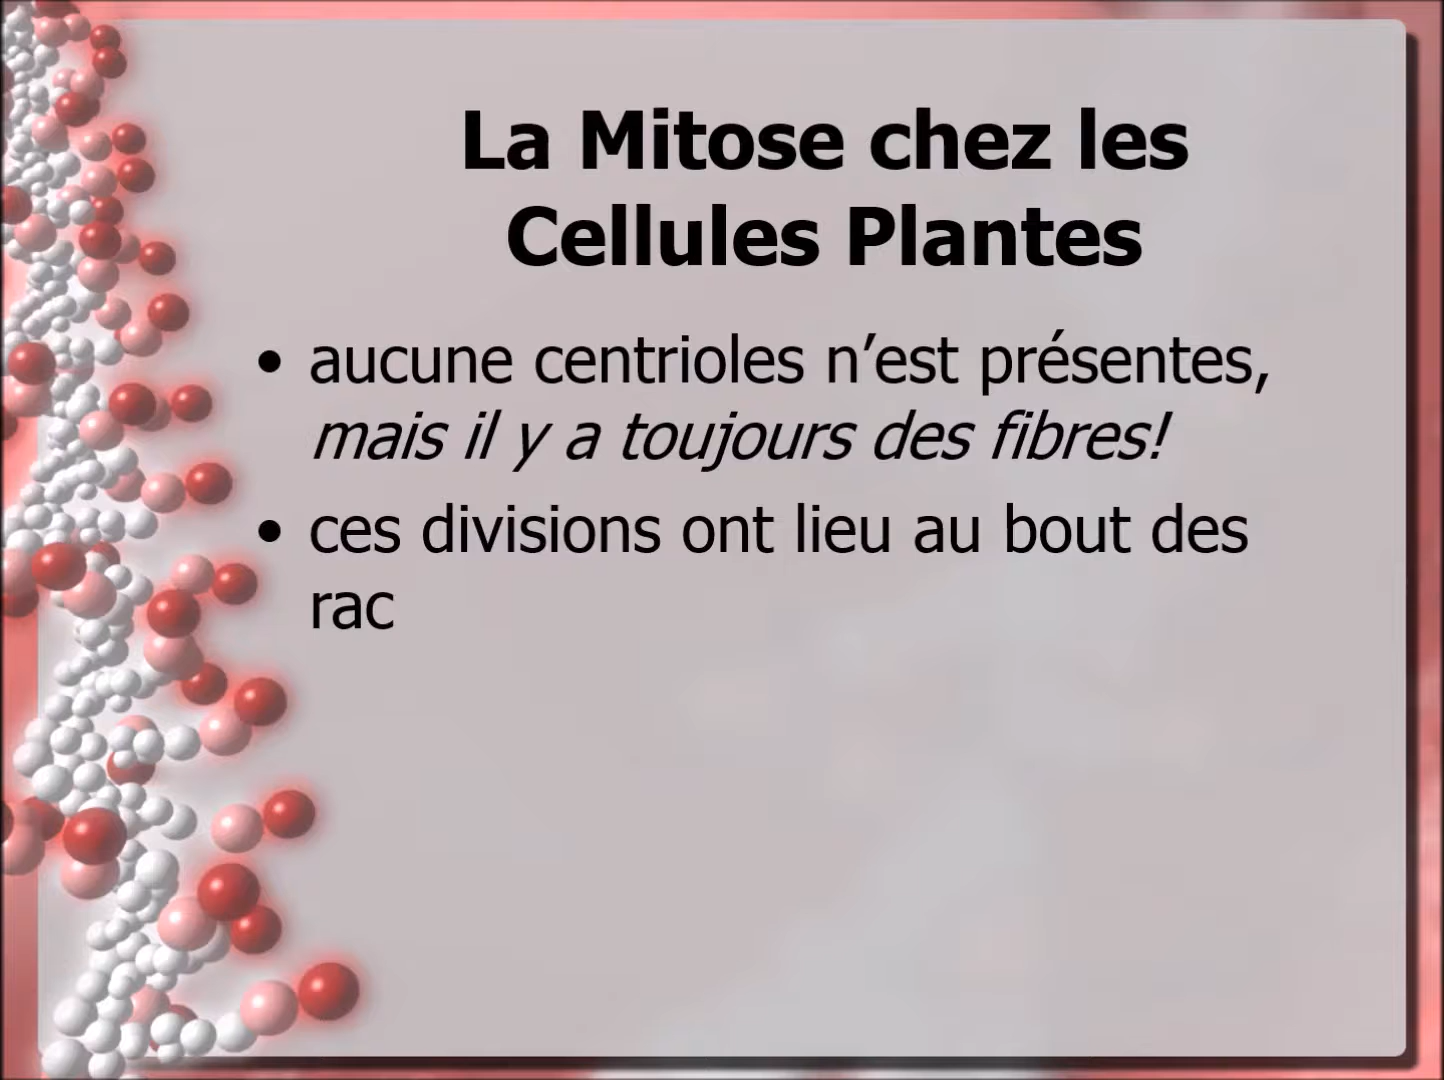 La Mitose chez les
Cellules Plantes
• aucune centrioles n’est présentes,
mais il y a toujours des fibres!
• ces divisions ont lieu au bout des
rac